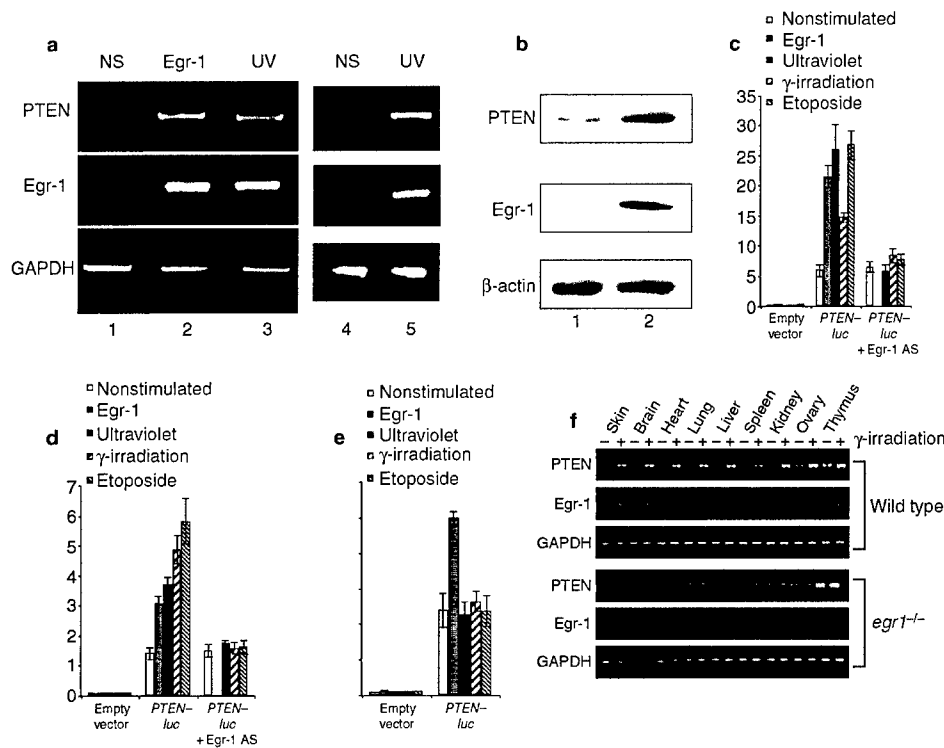 a
NS Egr-1 UV NS UV
PTEN
Egr-1
GAPDH
1 2 3 4 5
b
PTEN
Egr-1
β-actin
1 2
c
Nonstimulated
Egr-1
Ultraviolet
γ-irradiation
Etoposide
35
30
25
20
15
10
5
0
Empty vector
PTEN–luc
PTEN–luc + Egr-1 AS
d
Nonstimulated
Egr-1
Ultraviolet
γ-irradiation
Etoposide
7
6
5
4
3
2
1
0
Empty vector
PTEN–luc
PTEN–luc + Egr-1 AS
e
Nonstimulated
Egr-1
Ultraviolet
γ-irradiation
Etoposide
Empty vector
PTEN–luc
f
Skin Brain Heart Lung Liver Spleen Kidney Ovary Thymus
– + – + – + – + – + – + – + – + – + γ-irradiation
PTEN
Egr-1
GAPDH
Wild type
PTEN
Egr-1
GAPDH
egr1–/–